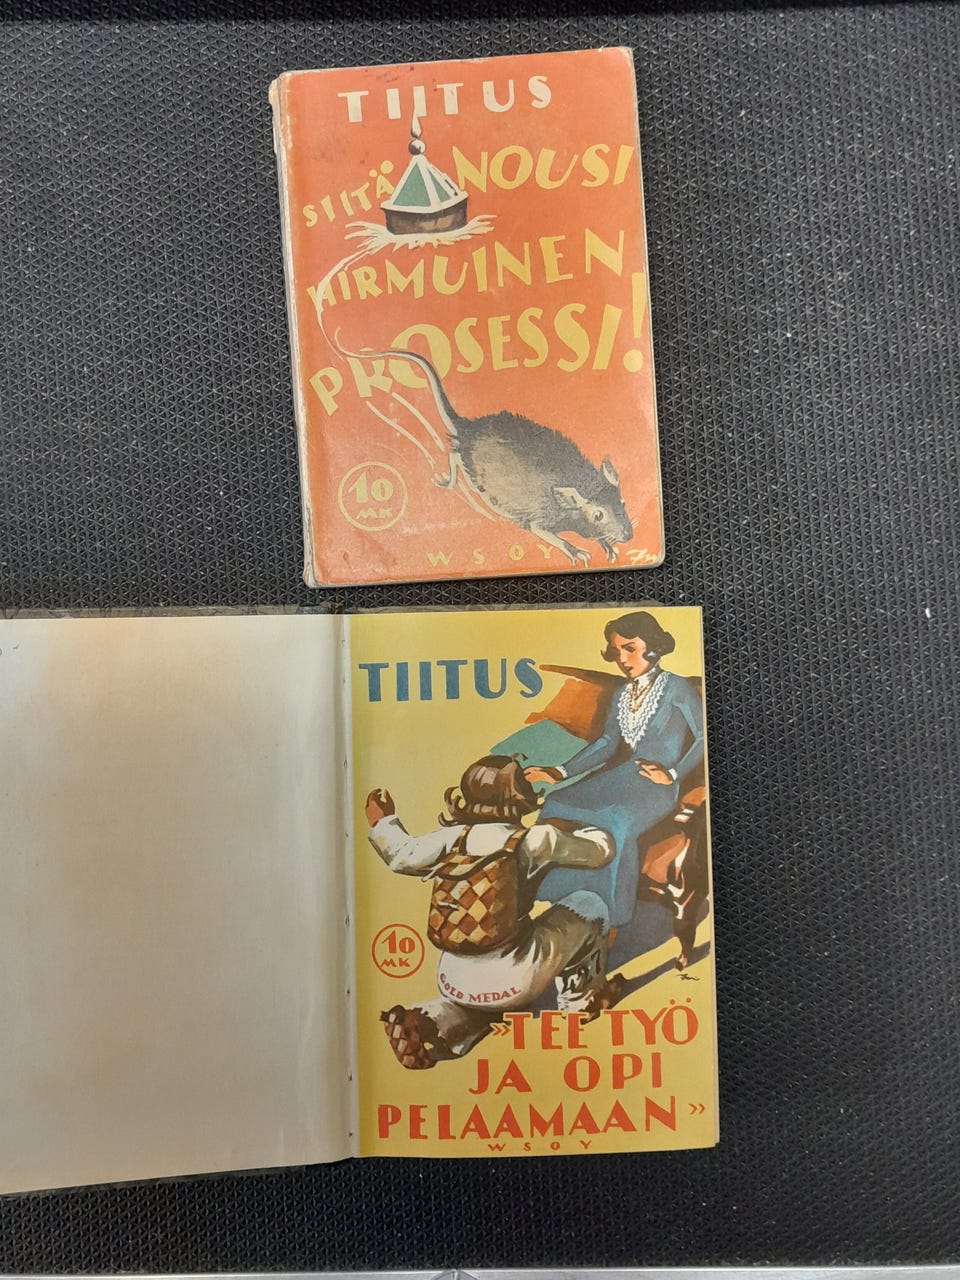 TIITUS
SIITÄ NOUSI
HIRMUINEN
PROSESSI!
10
MK
WSOY
TIITUS
10
MK
GOLD MEDAL
»TEE TYÖ
JA OPI
PELAAMAAN»
WSOY